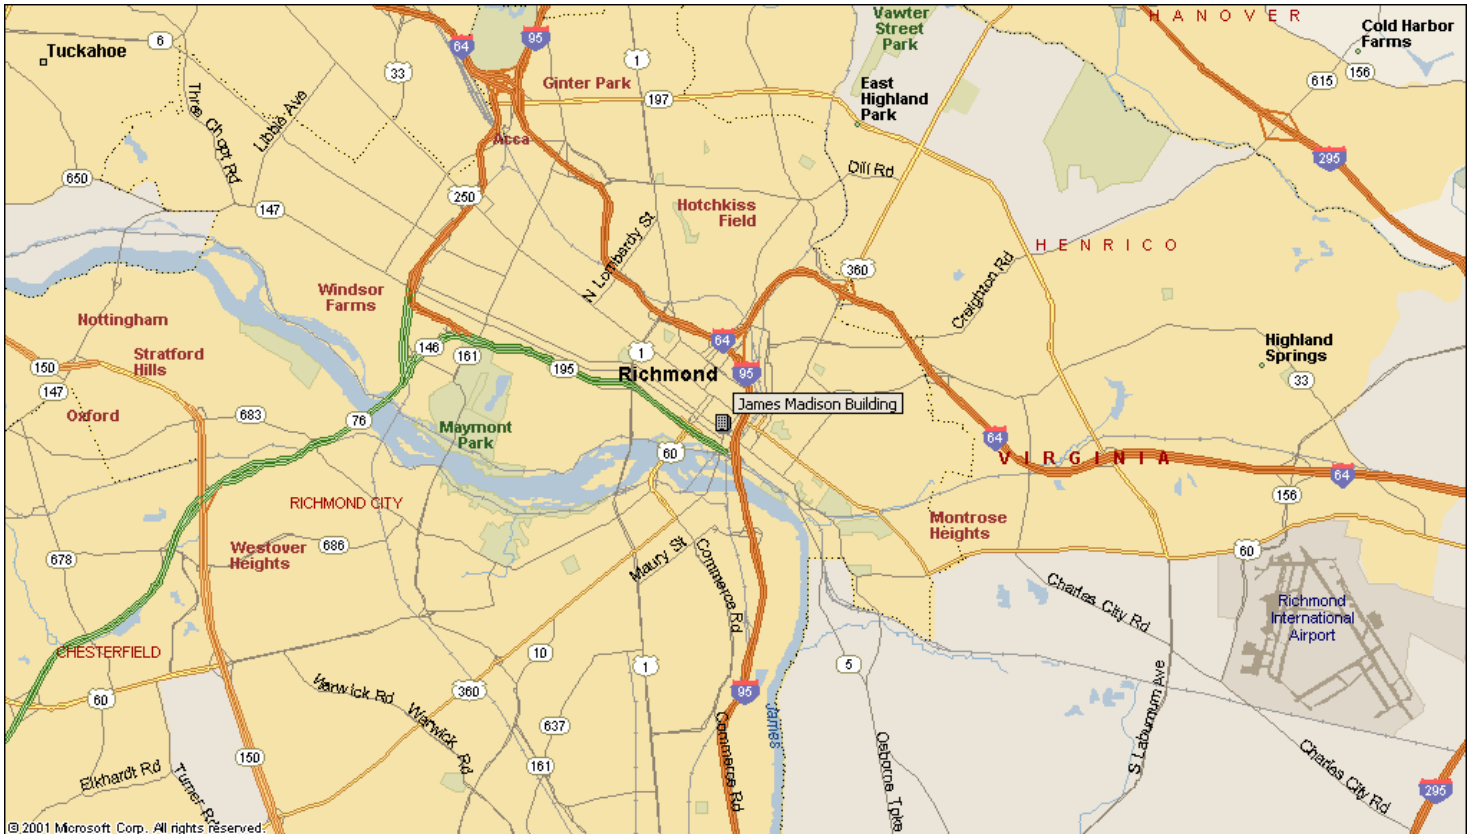 HANOVER
Vawter
Street
Park
Cold Harbor
Farms
Tuckahoe
6
64
95
1
33
Ginter Park
197
East
Highland
Park
615
156
Three Chopt Rd
Libbie Ave
Acca
295
650
250
Dill Rd
147
Hotchkiss
Field
N Lombardy St
HENRICO
360
Creighton Rd
Windsor
Farms
Nottingham
Stratford
Hills
146
161
1
64
195
Richmond
95
Highland
Springs
33
150
147
Oxford
683
76
Maymont
Park
James Madison Building
60
64
VIRGINIA
64
156
RICHMOND CITY
Montrose
Heights
Westover
Heights
686
678
Maury St
Commerce Rd
60
Charles City Rd
Richmond
International
Airport
CHESTERFIELD
10
1
5
60
Warwick Rd
360
95
James
S Laburnum Ave
637
Warwick Rd
Commerce Rd
Osborne Tpke
150
161
Elkhardt Rd
Turner Rd
Charles City Rd
295
© 2001 Microsoft Corp. All rights reserved.